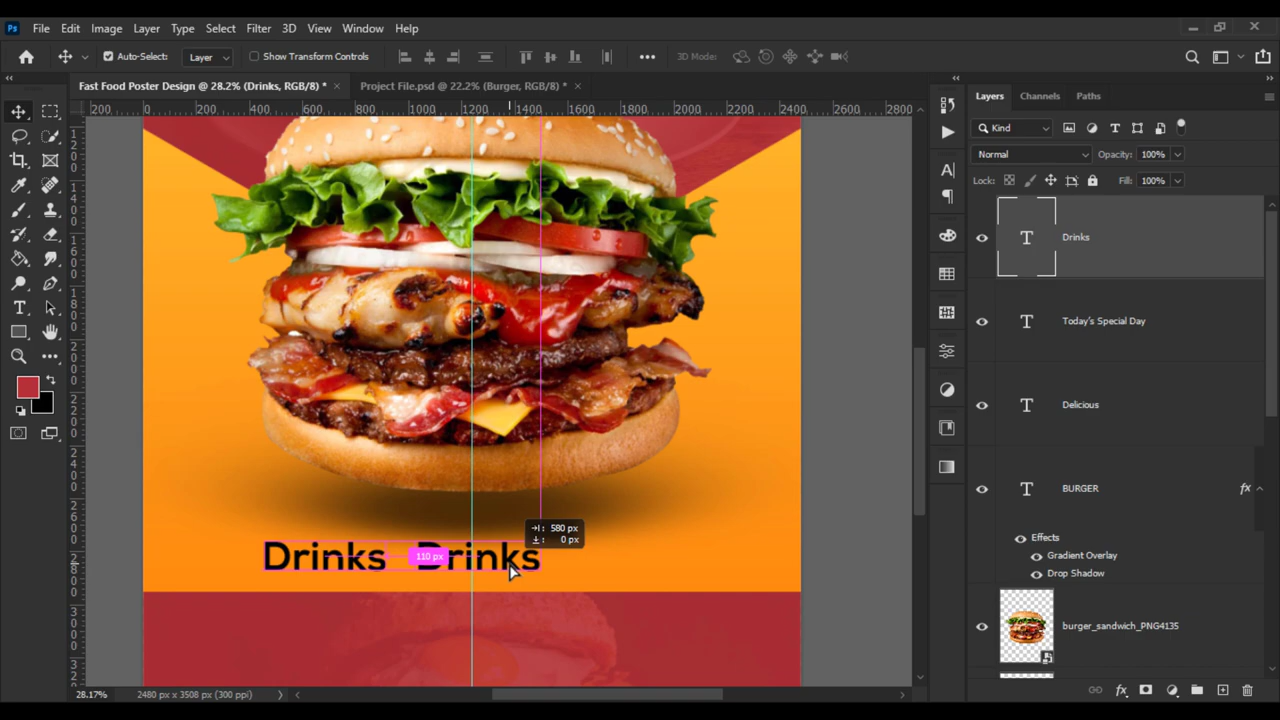 Ps File Edit Image Layer Type Select Filter 3D View Window Help
Auto-Select: Layer Show Transform Controls ••• 3D Mode:
Fast Food Poster Design @ 28.2% (Drinks, RGB/8) * × Project File.psd @ 22.2% (Burger, RGB/8) * ×
200 0 200 400 600 800 1000 1200 1400 1600 1800 2000 2200 2400 2600 2800
Layers Channels Paths
Kind
Normal Opacity: 100%
Lock: Fill: 100%
Drinks
Today's Special Day
Delicious
BURGER fx
Effects
Gradient Overlay
Drop Shadow
burger_sandwich_PNG4135
580 px
0 px
Drinks Drinks
110 px
28.17% 2480 px x 3508 px (300 ppi)